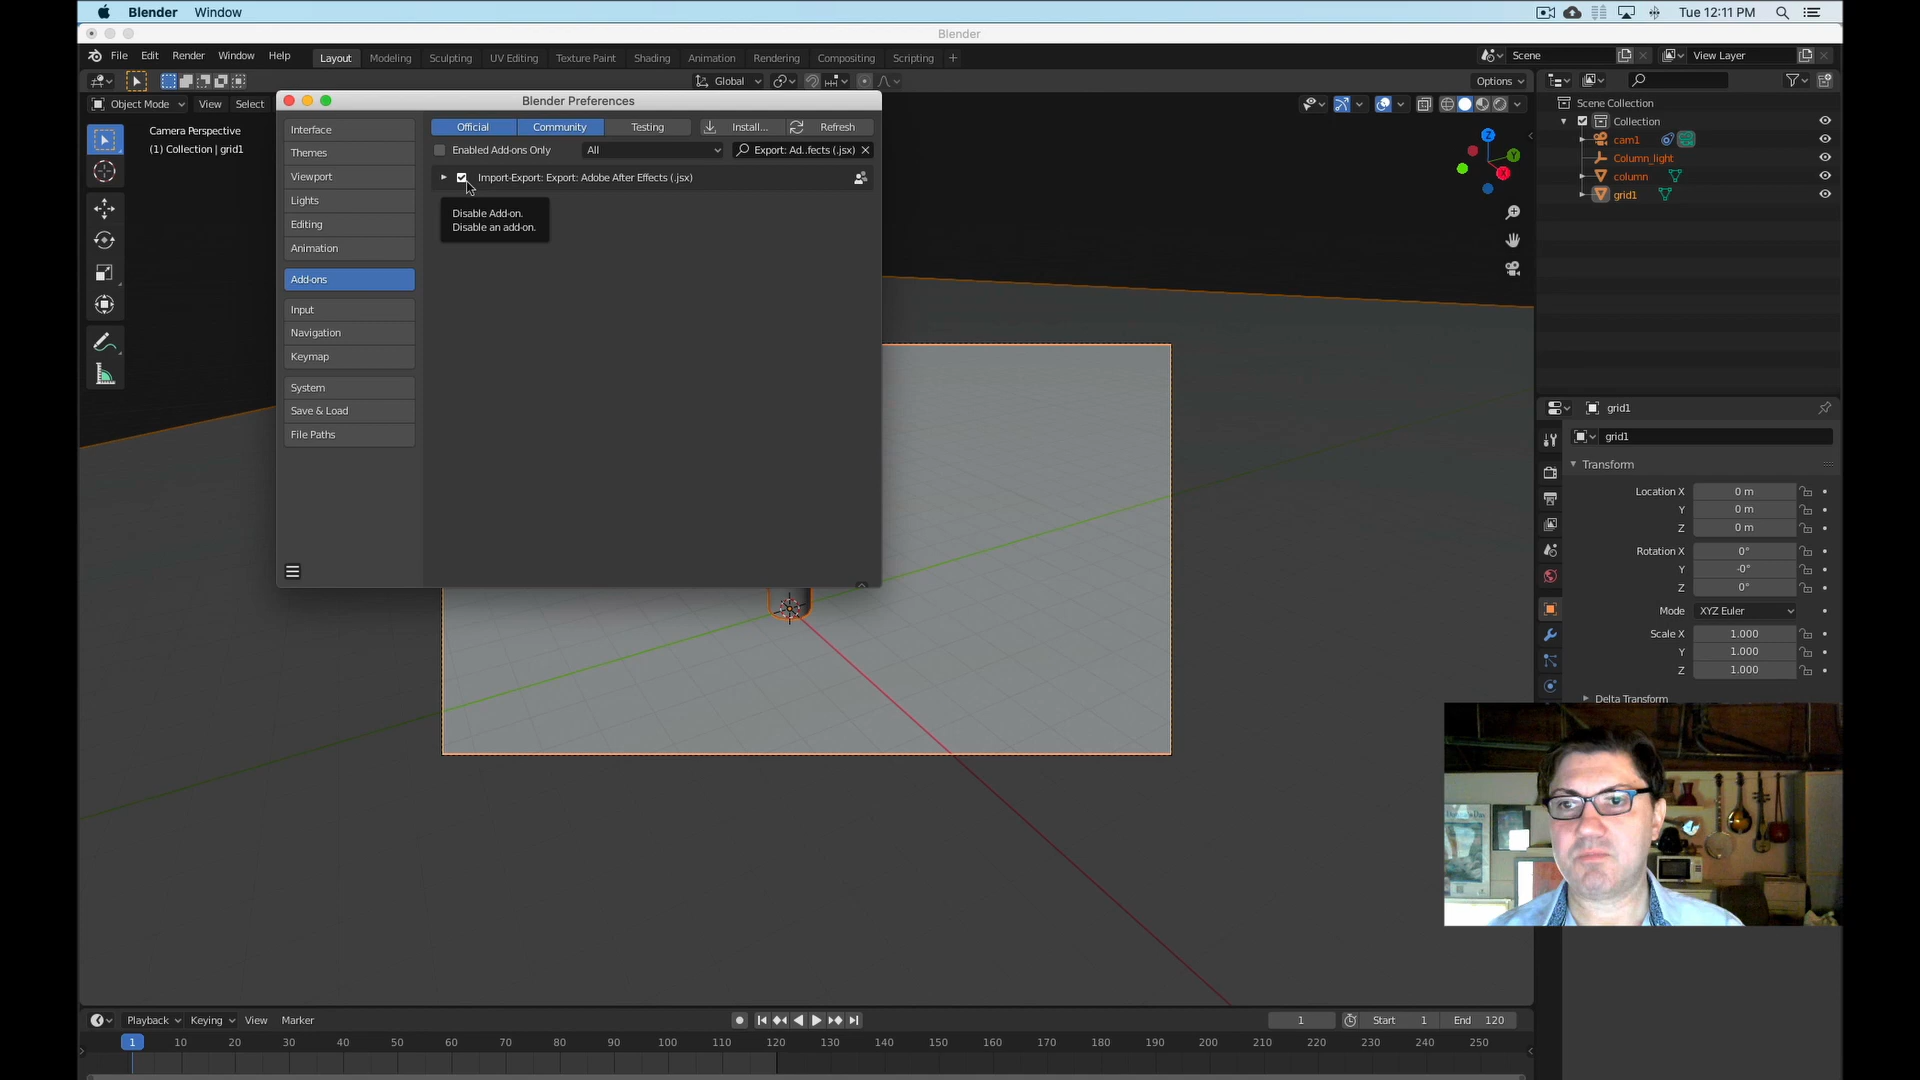 Blender Window Tue 12:11 PM
Blender
File Edit Render Window Help Layout Modeling Sculpting UV Editing Texture Paint Shading Animation Rendering Compositing Scripting + Scene View Layer
Global Options
Object Mode View Select
Camera Perspective
(1) Collection | grid1
Blender Preferences
Interface
Themes
Viewport
Lights
Editing
Animation
Add-ons
Input
Navigation
Keymap
System
Save & Load
File Paths
Official Community Testing Install... Refresh
Enabled Add-ons Only All Export: Ad..fects (.jsx)
Import-Export: Export: Adobe After Effects (.jsx)
Disable Add-on.
Disable an add-on.
Z
Y
X
Scene Collection
Collection
cam1
Column_light
column
grid1
grid1
grid1
Transform
Location X 0 m
Y 0 m
Z 0 m
Rotation X 0°
Y -0°
Z 0°
Mode XYZ Euler
Scale X 1.000
Y 1.000
Z 1.000
Delta Transform
Playback Keying View Marker 1 Start 1 End 120
1 10 20 30 40 50 60 70 80 90 100 110 120 130 140 150 160 170 180 190 200 210 220 230 240 250